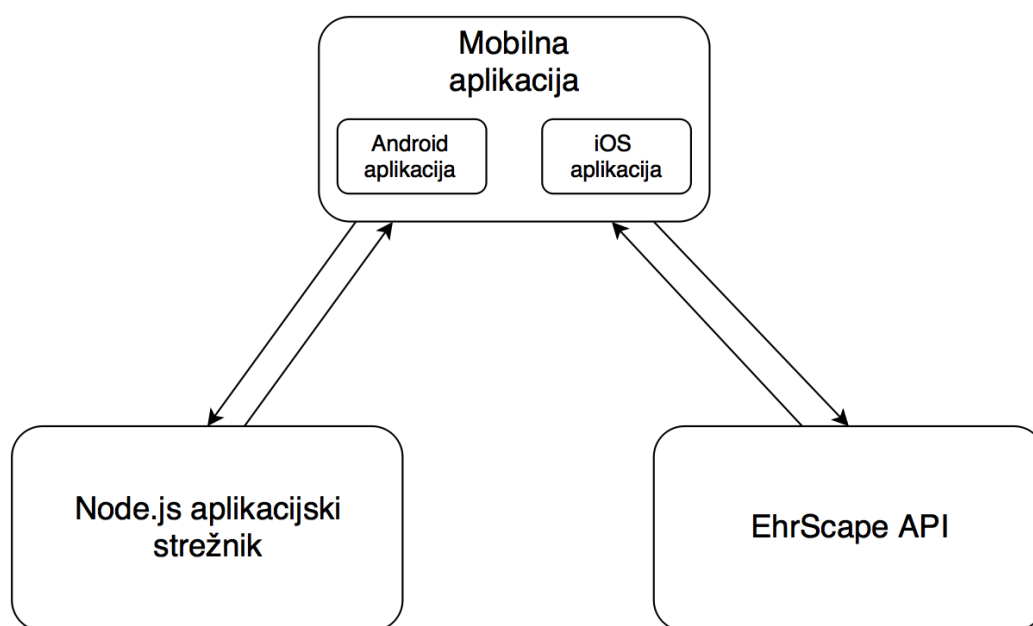 Mobilna
aplikacija
Android
aplikacija
iOS
aplikacija
Node.js aplikacijski
strežnik
EhrScape API